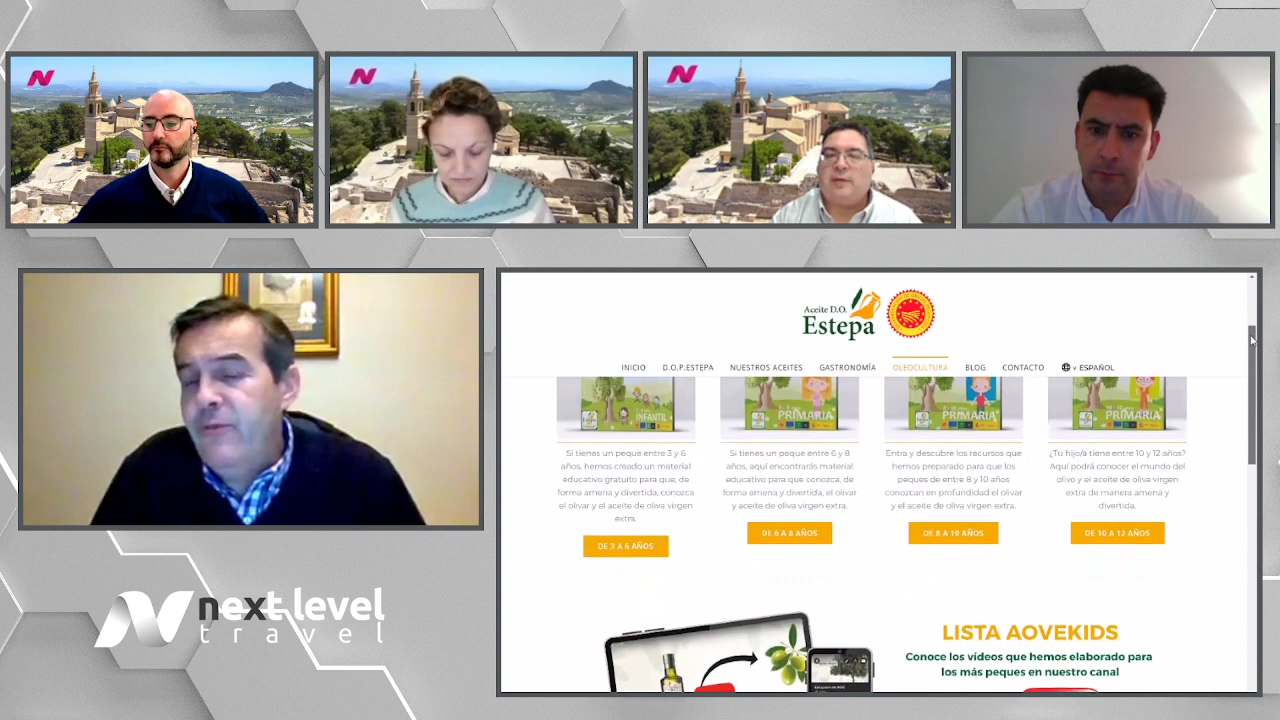 N
N
N
Aceite D.O.
Estepa
INICIO
D.O.P.ESTEPA
NUESTROS ACEITES
GASTRONOMÍA
OLEOCULTURA
BLOG
CONTACTO
ESPAÑOL
INFANTIL
PRIMARIA
PRIMARIA
PRIMARIA
Si tienes un peque entre 3 y 6
años, hemos creado un material
educativo gratuito para que, de
forma amena y divertida, conozca
el olivar y el aceite de oliva virgen
extra.
DE 3 A 6 AÑOS
Si tienes un peque entre 6 y 8
años, aquí encontrarás material
educativo para que conozca, de
forma amena y divertida, el olivar
y aceite de oliva virgen extra.
DE 6 A 8 AÑOS
Entra y descubre los recursos que
hemos preparado para que los
peques de entre 8 y 10 años
conozcan en profundidad el olivar
y el aceite de oliva virgen extra.
DE 8 A 10 AÑOS
¿Tu hijo/a tiene entre 10 y 12 años?
Aquí podrá conocer el mundo del
olivo y el aceite de oliva virgen
extra de manera amena y
divertida.
DE 10 A 12 AÑOS
LISTA AOVEKIDS
Conoce los vídeos que hemos elaborado para
los más peques en nuestro canal
next level
travel